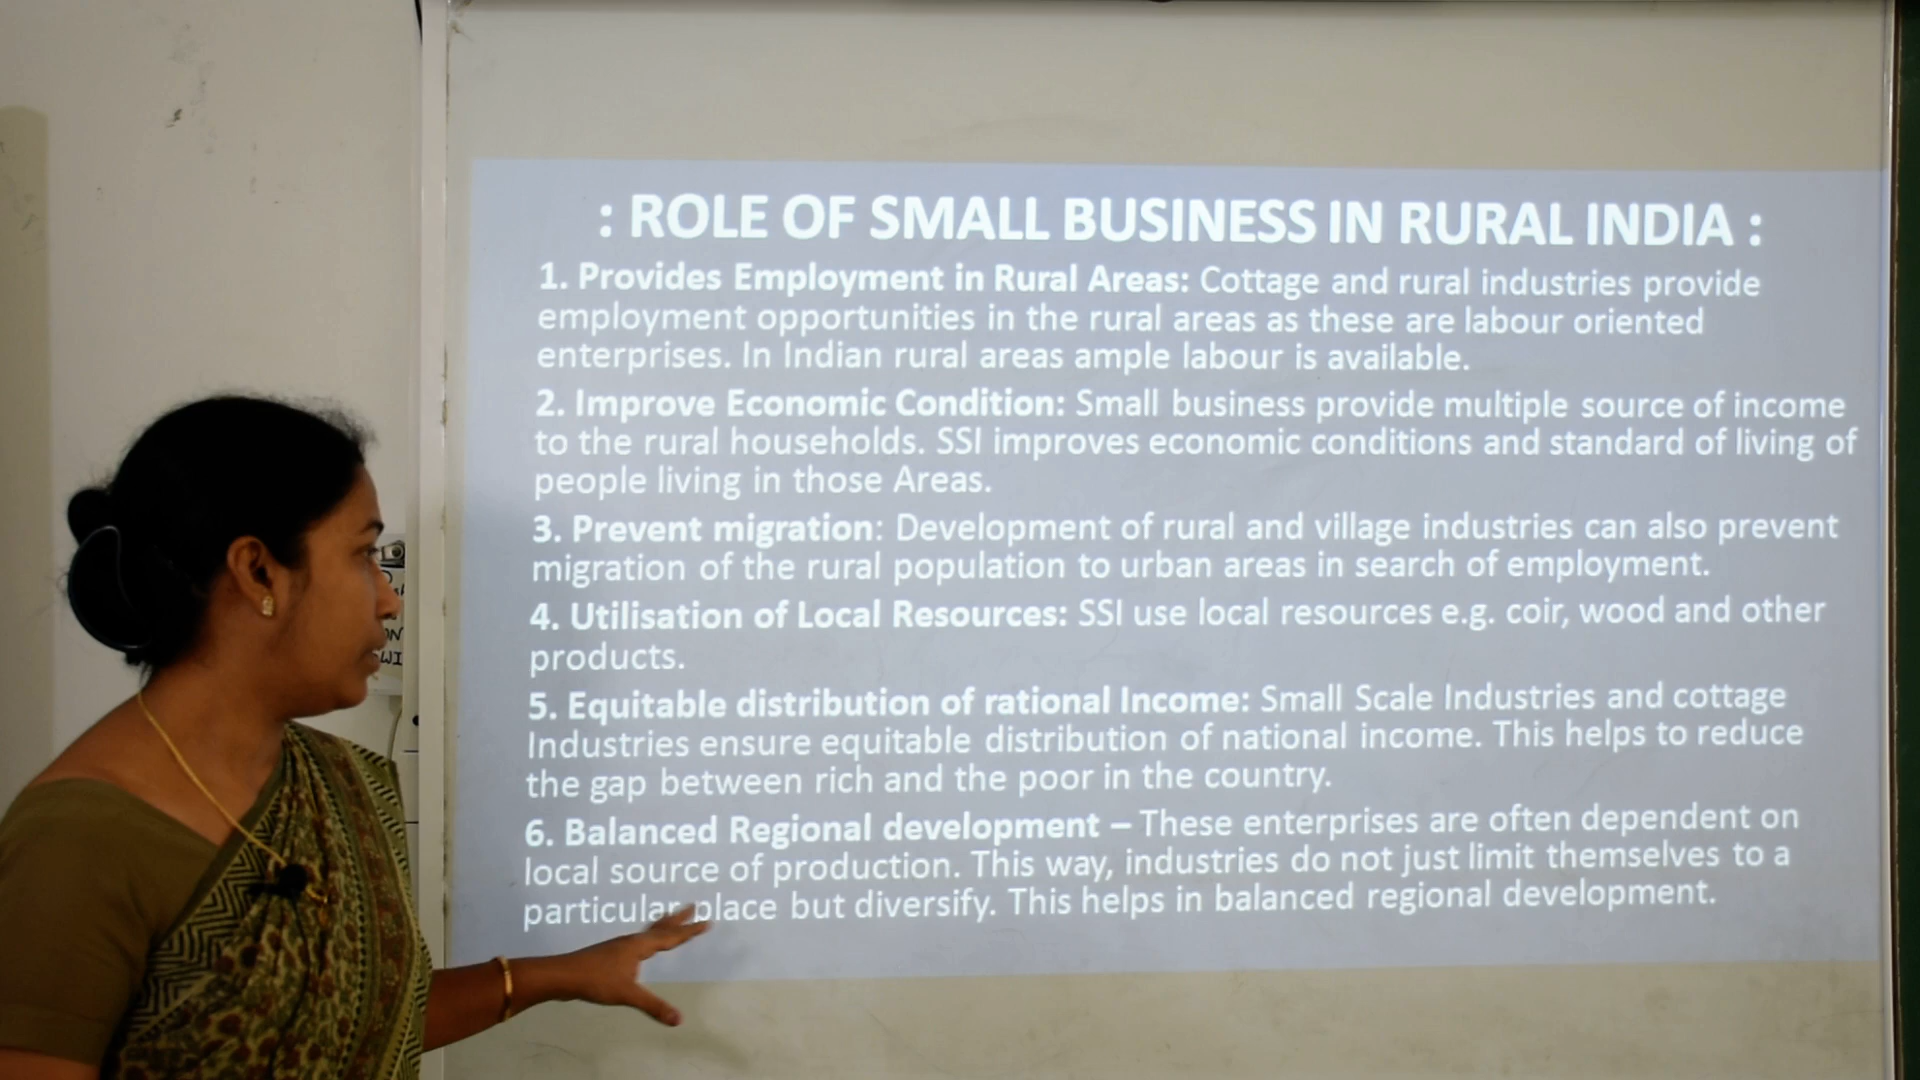 : ROLE OF SMALL BUSINESS IN RURAL INDIA :
1. Provides Employment in Rural Areas: Cottage and rural industries provide
employment opportunities in the rural areas as these are labour oriented
enterprises. In Indian rural areas ample labour is available.
2. Improve Economic Condition: Small business provide multiple source of income
to the rural households. SSI improves economic conditions and standard of living of
people living in those Areas.
3. Prevent migration: Development of rural and village industries can also prevent
migration of the rural population to urban areas in search of employment.
4. Utilisation of Local Resources: SSI use local resources e.g. coir, wood and other
products.
5. Equitable distribution of rational Income: Small Scale Industries and cottage
Industries ensure equitable distribution of national income. This helps to reduce
the gap between rich and the poor in the country.
6. Balanced Regional development – These enterprises are often dependent on
local source of production. This way, industries do not just limit themselves to a
particular place but diversify. This helps in balanced regional development.